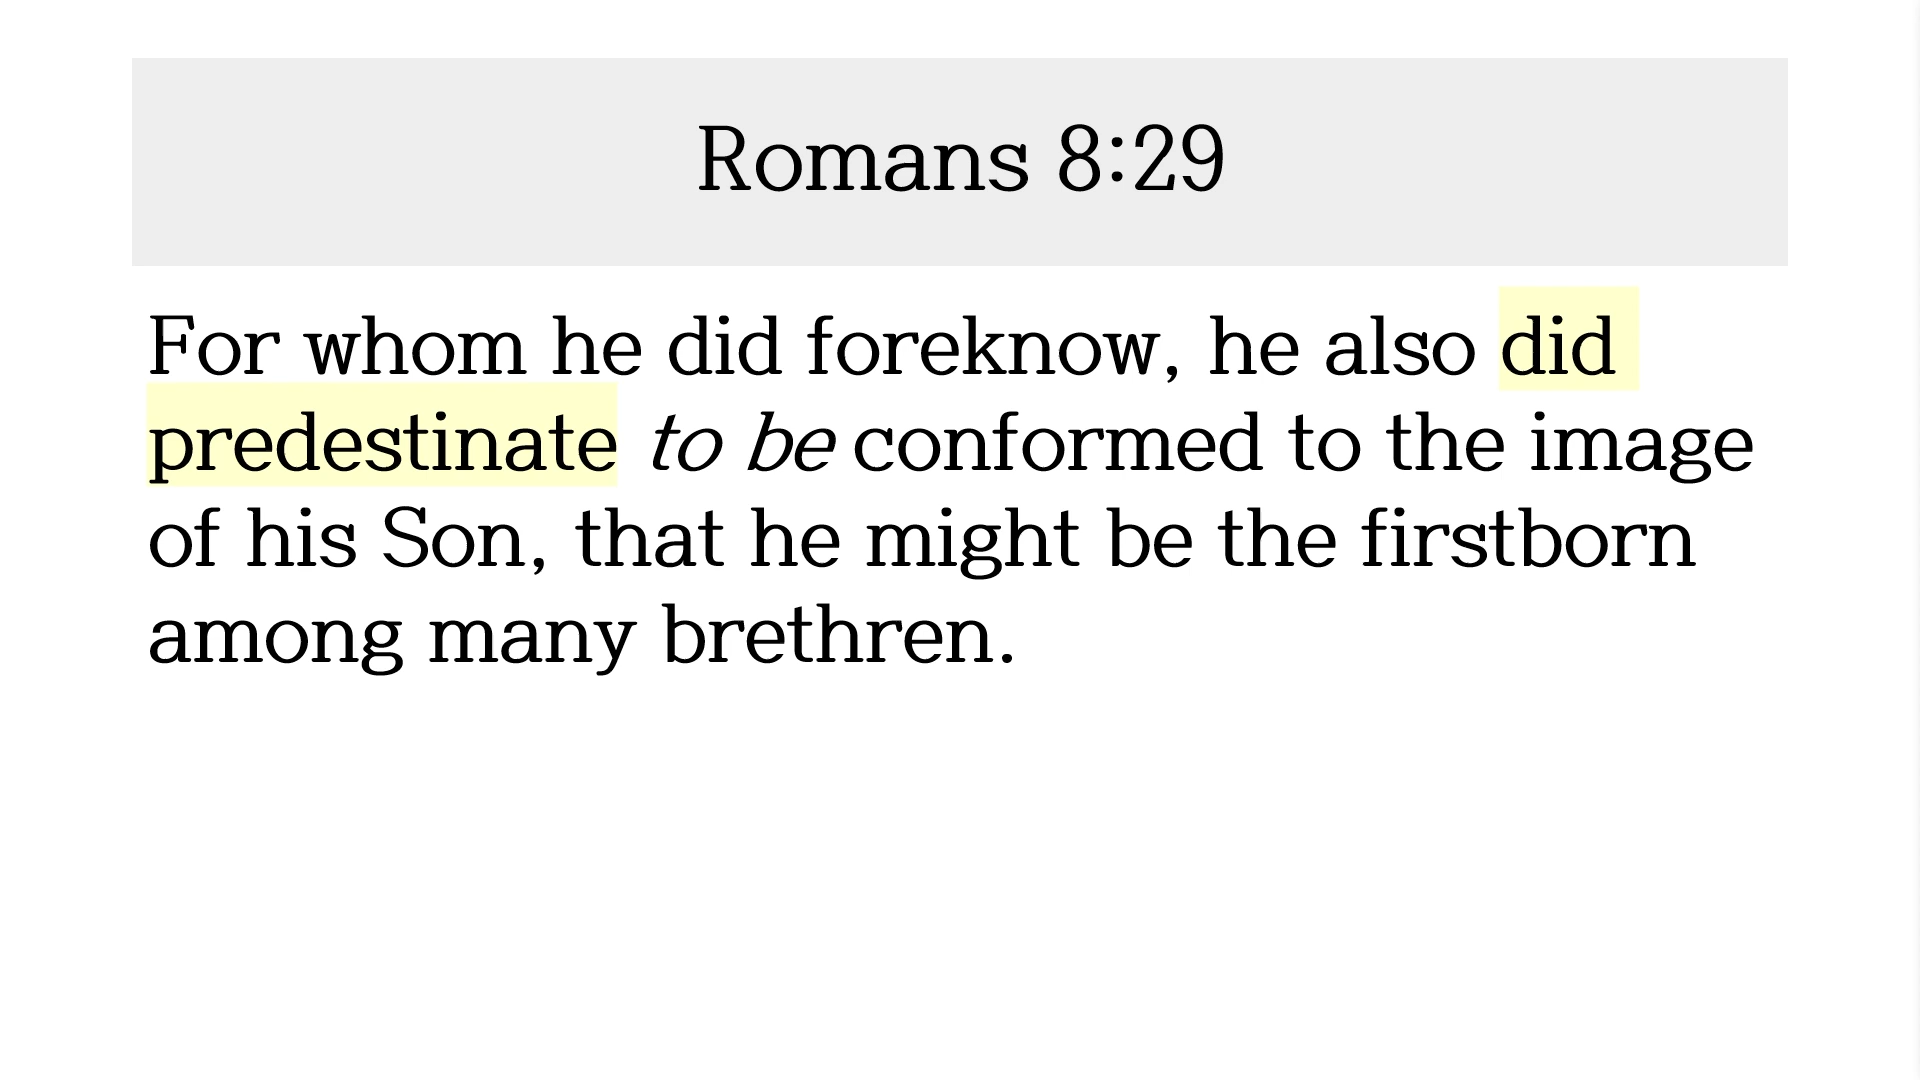 Romans 8:29
For whom he did foreknow, he also did
predestinate to be conformed to the image
of his Son, that he might be the firstborn
among many brethren.